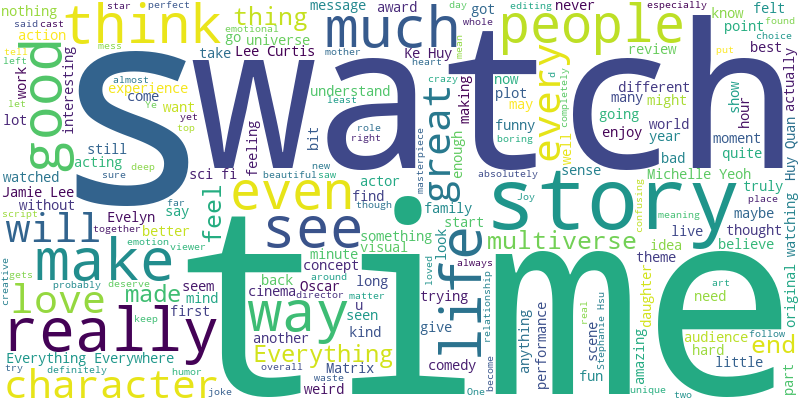 nothing star perfect message award got never day editing especially
said cast think much people know felt
action thing whole
tell mess emotional go universe take Lee Curtis mother Ke Huy review point best put
left good s watch every d choice found
work interesting experience almost understand heart now different actually
let come Ye want least crazy plot may many might show
lot yet top making mean completely going world hour
still feeling bit role funny great enough well enjoy year moment
watched acting deep right masterpiece boring bad quite
sure sci fi beautiful saw new absolutely sense Michelle Yeoh Huy Quan
Jamie Lee without even actor story Joy truly place
script Evelyn far though family confusing meaning maybe watching
will together say feel find start live thought
emotion better see something look multiverse idea believe original
viewer visual life theme
make minute loved always
creative gets seem concept around trying daughter art need
probably deserve back Oscar long matter relationship
love made mind cinema director u anything scene real
first way seen give performance Stephanie Hsu audience follow
really keep another kind time hard end
Everything Everywhere Everything Matrix comedy amazing little
try definitely humor overall waste One become fun unique two part
character joke weird